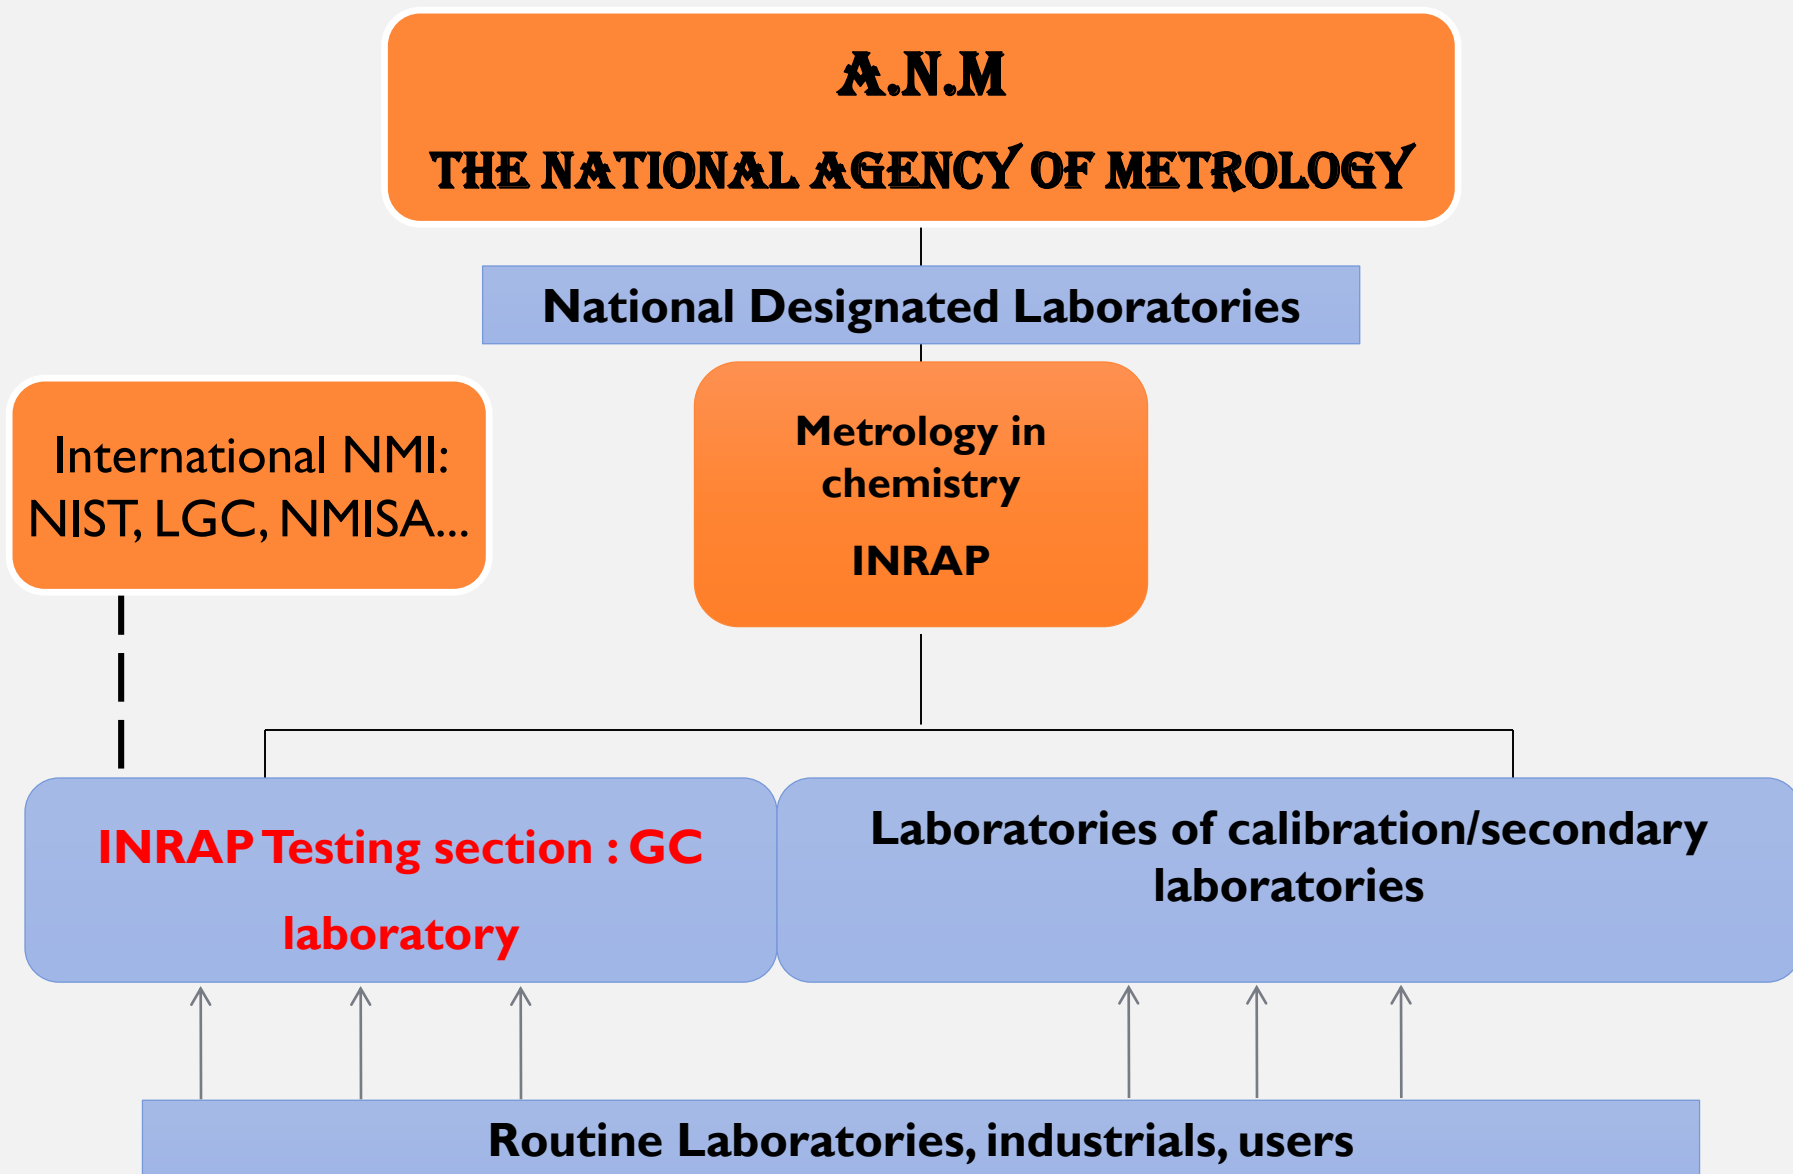 A.N.M
THE NATIONAL AGENCY OF METROLOGY
National Designated Laboratories
International NMI:
NIST, LGC, NMISA...
Metrology in
chemistry
INRAP
INRAP Testing section : GC
laboratory
Laboratories of calibration/secondary
laboratories
Routine Laboratories, industrials, users